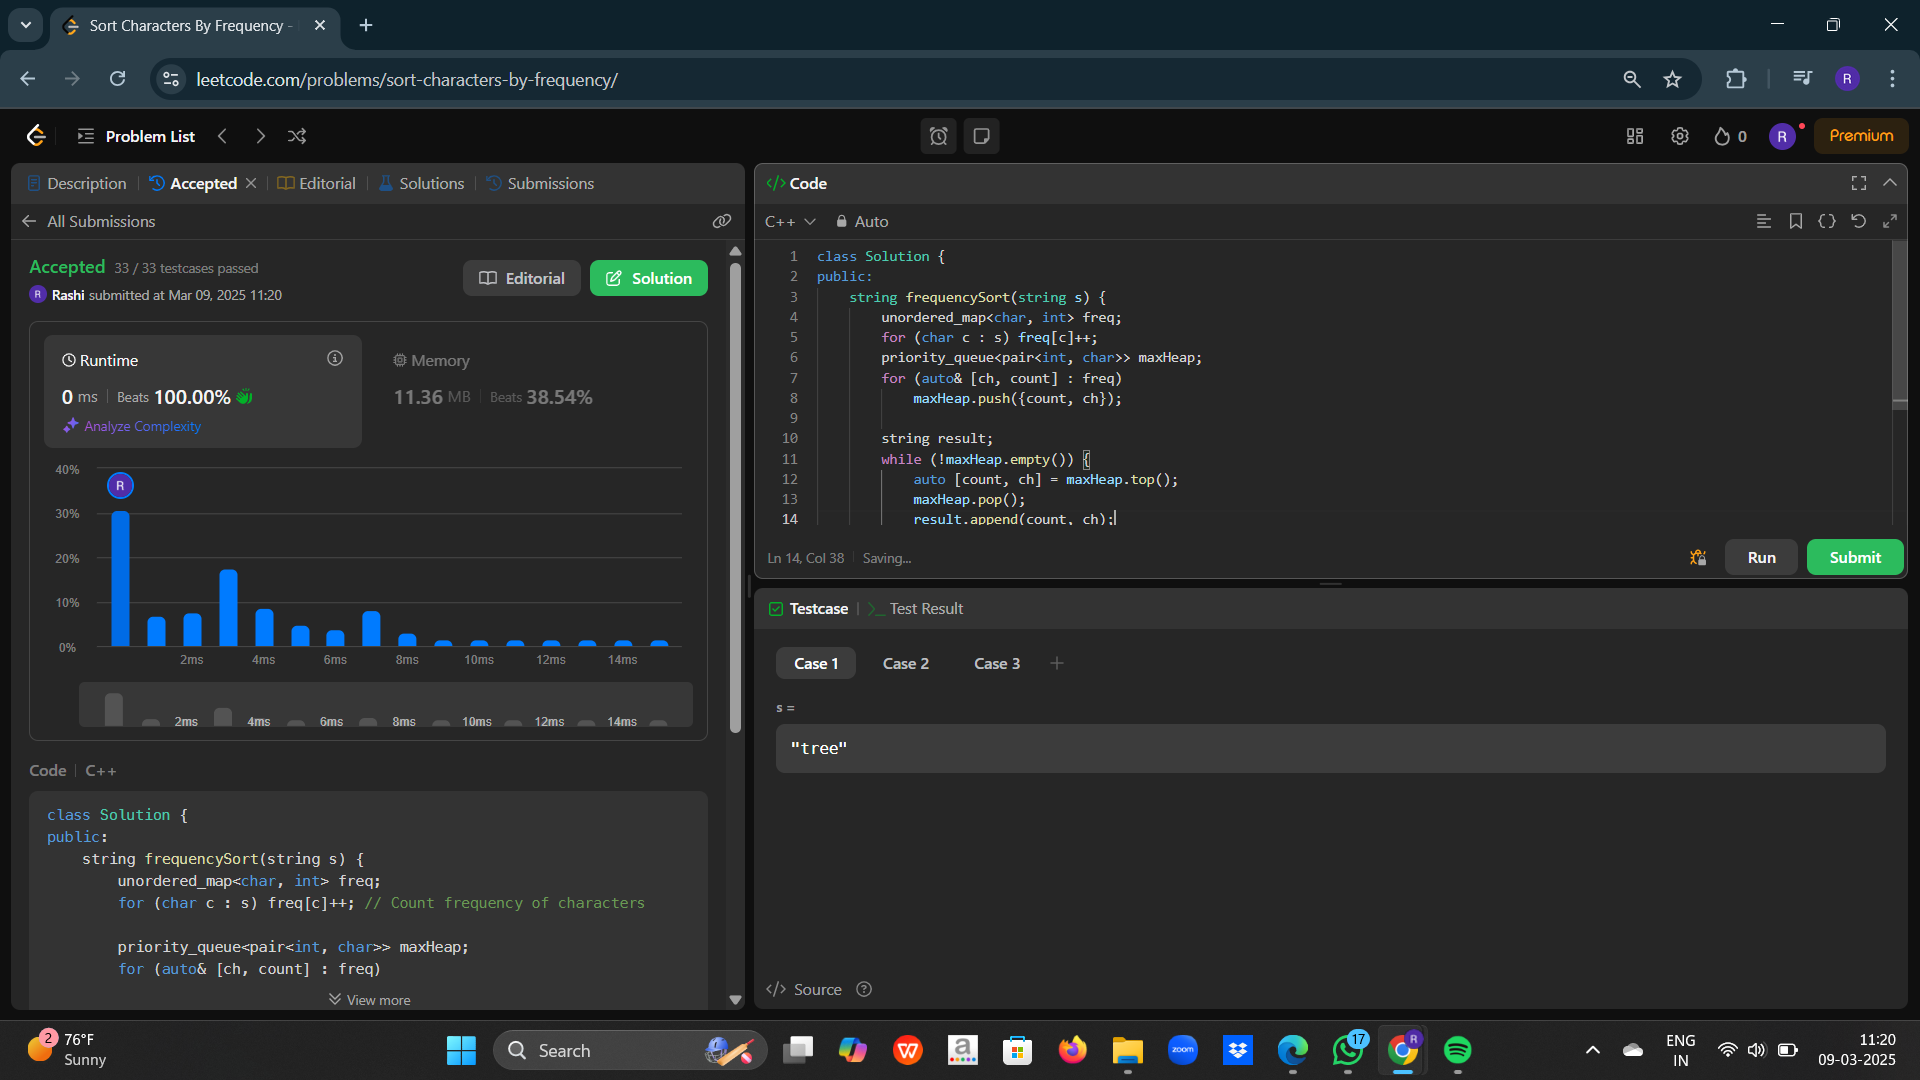 Sort Characters By Frequency -
leetcode.com/problems/sort-characters-by-frequency/
R
Problem List
0
R
Premium
Description
Accepted
Editorial
Solutions
Submissions
All Submissions
Accepted 33 / 33 testcases passed
R Rashi submitted at Mar 09, 2025 11:20
Editorial
Solution
Runtime
0 ms Beats 100.00%
Analyze Complexity
Memory
11.36 MB Beats 38.54%
40%
30%
20%
10%
0%
R
2ms 4ms 6ms 8ms 10ms 12ms 14ms
2ms 4ms 6ms 8ms 10ms 12ms 14ms
Code C++
class Solution {
public:
string frequencySort(string s) {
unordered_map<char, int> freq;
for (char c : s) freq[c]++; // Count frequency of characters
priority_queue<pair<int, char>> maxHeap;
for (auto& [ch, count] : freq)
View more
</> Code
C++ Auto
1 class Solution {
2 public:
3 string frequencySort(string s) {
4 unordered_map<char, int> freq;
5 for (char c : s) freq[c]++;
6 priority_queue<pair<int, char>> maxHeap;
7 for (auto& [ch, count] : freq)
8 maxHeap.push({count, ch});
9
10 string result;
11 while (!maxHeap.empty()) {
12 auto [count, ch] = maxHeap.top();
13 maxHeap.pop();
14 result.append(count, ch);
Ln 14, Col 38 Saving...
Run
Submit
Testcase
Test Result
Case 1
Case 2
Case 3
s =
"tree"
</> Source
2
76°F
Sunny
Search
W
a
zoom
17
R
ENG
IN
11:20
09-03-2025